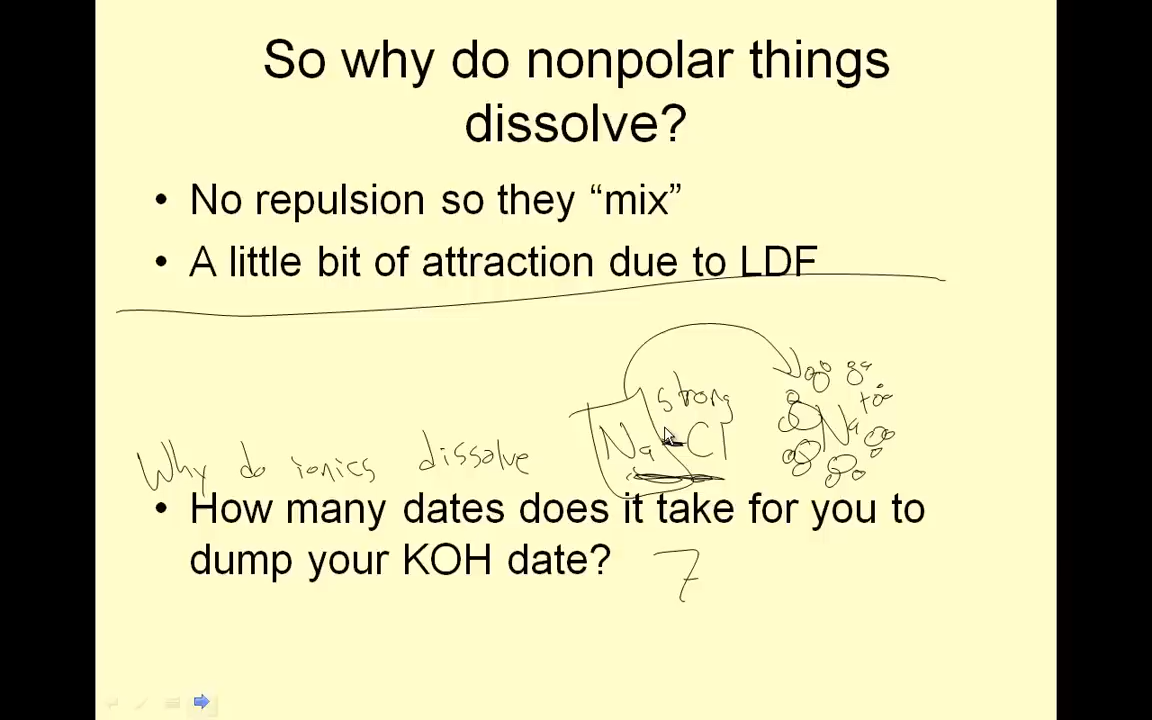 So why do nonpolar things
dissolve?
• No repulsion so they “mix”
• A little bit of attraction due to LDF
strong
Na Cl
Na
Why do ionics dissolve
• How many dates does it take for you to
dump your KOH date?
7